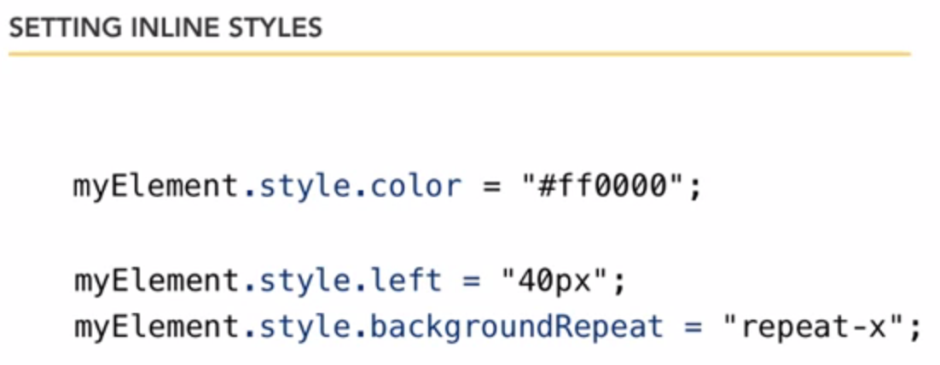 SETTING INLINE STYLES
myElement.style.color = "#ff0000";
myElement.style.left = "40px";
myElement.style.backgroundRepeat = "repeat-x";